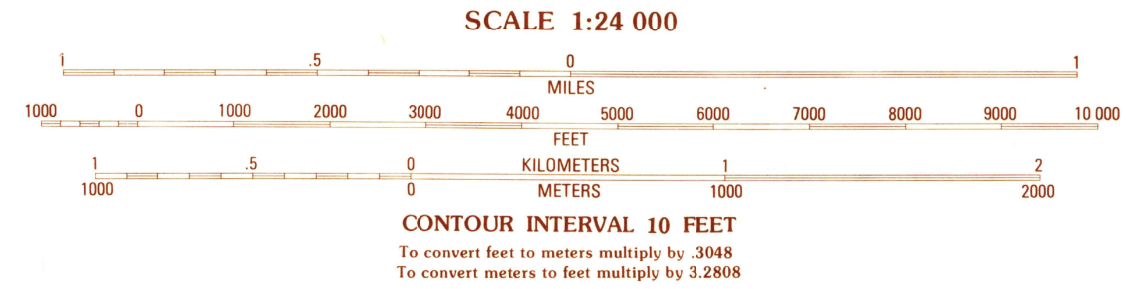 SCALE 1:24 000
1 .5 0 1
MILES
1000 0 1000 2000 3000 4000 5000 6000 7000 8000 9000 10 000
FEET
1 .5 0 KILOMETERS 1 2
1000 0 METERS 1000 2000
CONTOUR INTERVAL 10 FEET
To convert feet to meters multiply by .3048
To convert meters to feet multiply by 3.2808